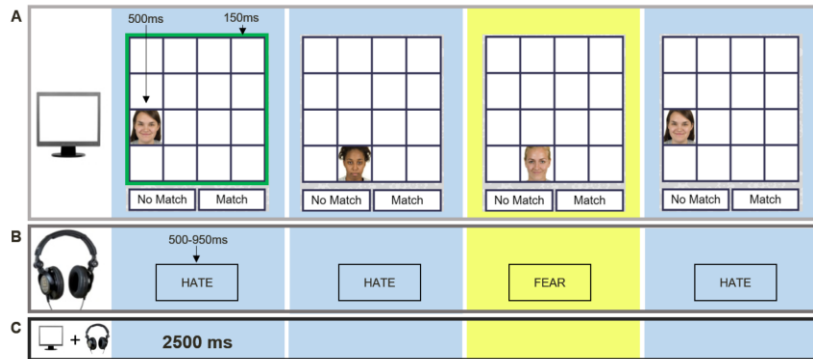 A
500ms
150ms
No Match Match
No Match Match
No Match Match
No Match Match
B
500-950ms
HATE
HATE
FEAR
HATE
C
+
2500 ms